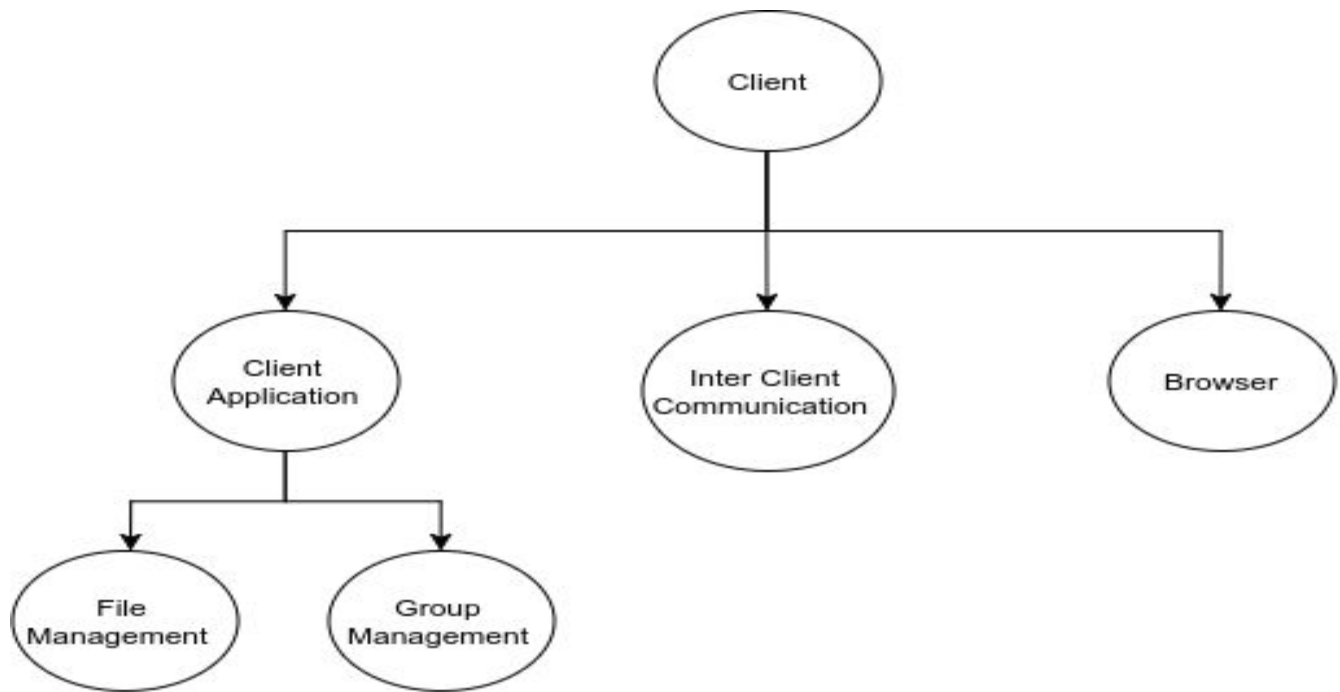 Client
Client
Application
Inter Client
Communication
Browser
File
Management
Group
Management